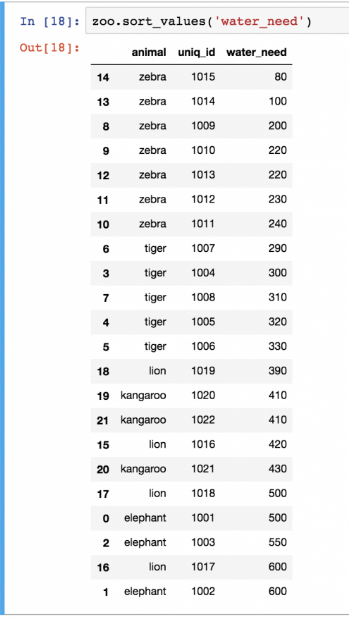 In [18]: zoo.sort_values('water_need')
Out[18]:
animal uniq_id water_need
14 zebra 1015 80
13 zebra 1014 100
8 zebra 1009 200
9 zebra 1010 220
12 zebra 1013 220
11 zebra 1012 230
10 zebra 1011 240
6 tiger 1007 290
3 tiger 1004 300
7 tiger 1008 310
4 tiger 1005 320
5 tiger 1006 330
18 lion 1019 390
19 kangaroo 1020 410
21 kangaroo 1022 410
15 lion 1016 420
20 kangaroo 1021 430
17 lion 1018 500
0 elephant 1001 500
2 elephant 1003 550
16 lion 1017 600
1 elephant 1002 600